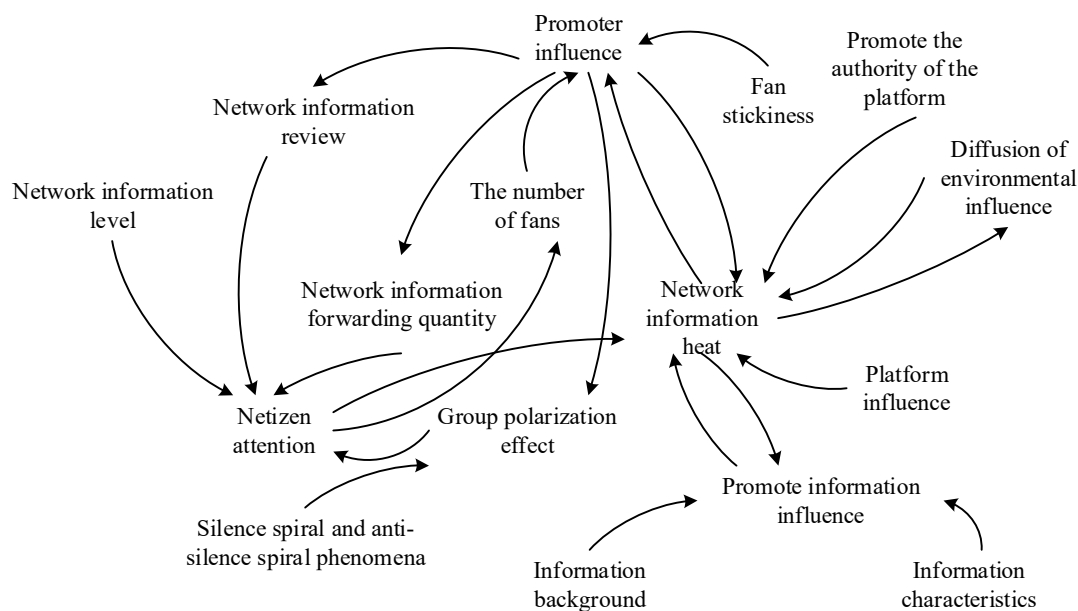 Promoter
influence
Promote the
authority of the
platform
Fan
stickiness
Network information
review
Diffusion of
environmental
influence
Network information
level
The number
of fans
Network information
forwarding quantity
Network
information
heat
Platform
influence
Netizen
attention
Group polarization
effect
Promote information
influence
Silence spiral and anti-
silence spiral phenomena
Information
background
Information
characteristics